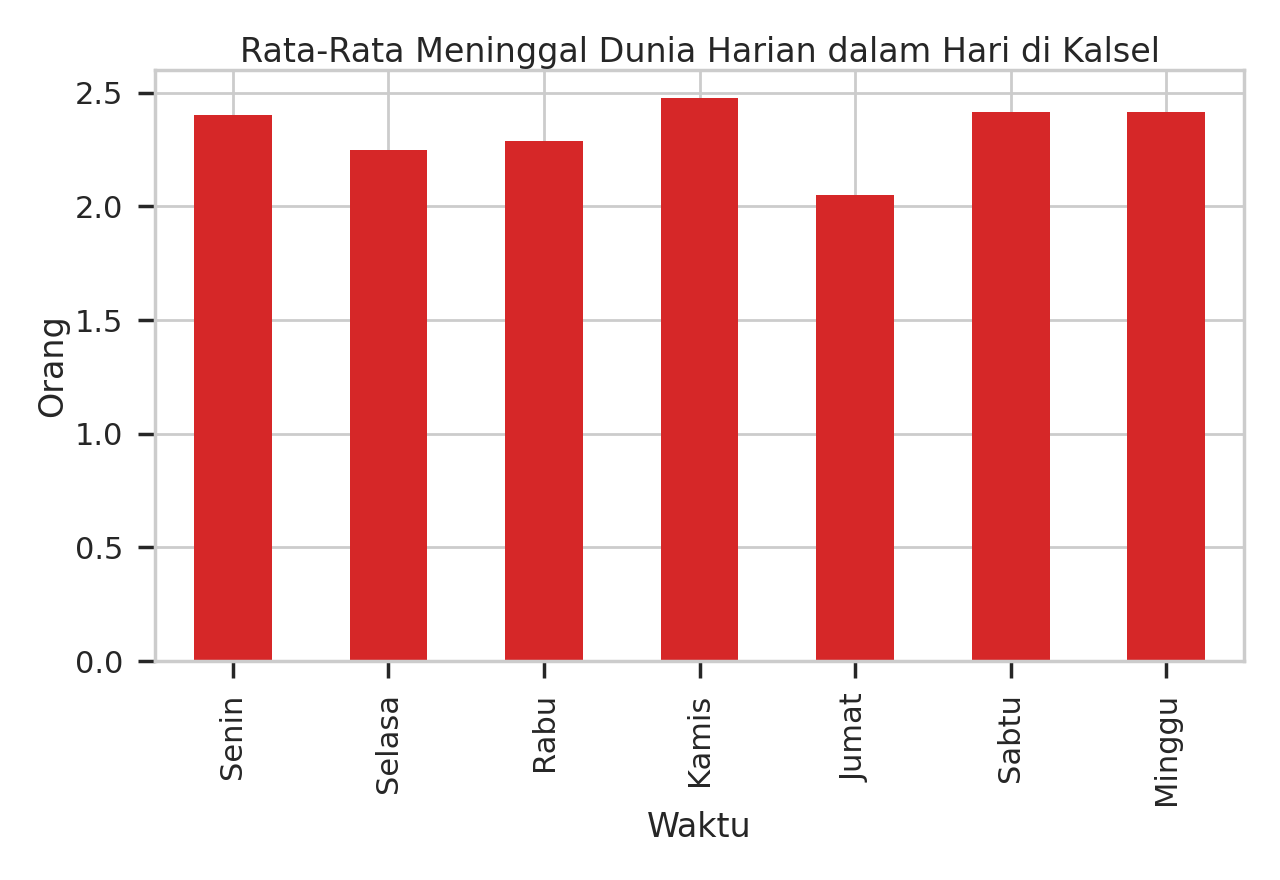 Rata-Rata Meninggal Dunia Harian dalam Hari di Kalsel
2.5
2.0
1.5
1.0
0.5
0.0
Orang
Senin
Selasa
Rabu
Kamis
Jumat
Sabtu
Minggu
Waktu